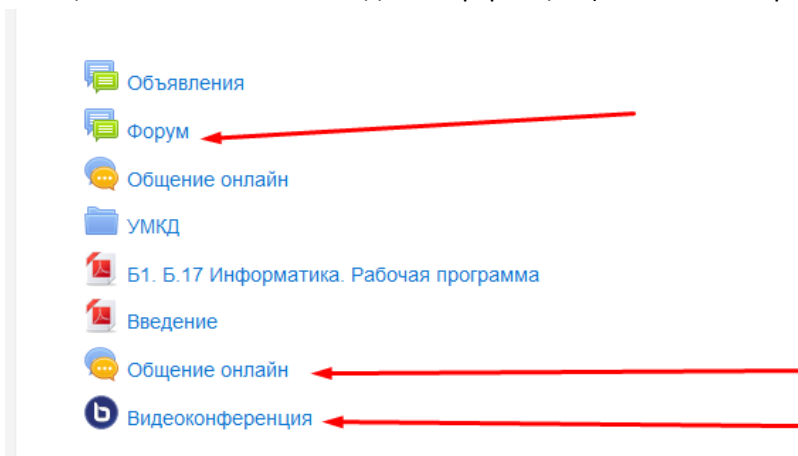 Объявления
Форум
Общение онлайн
УМКД
Б1. Б.17 Информатика. Рабочая программа
Введение
Общение онлайн
Видеоконференция